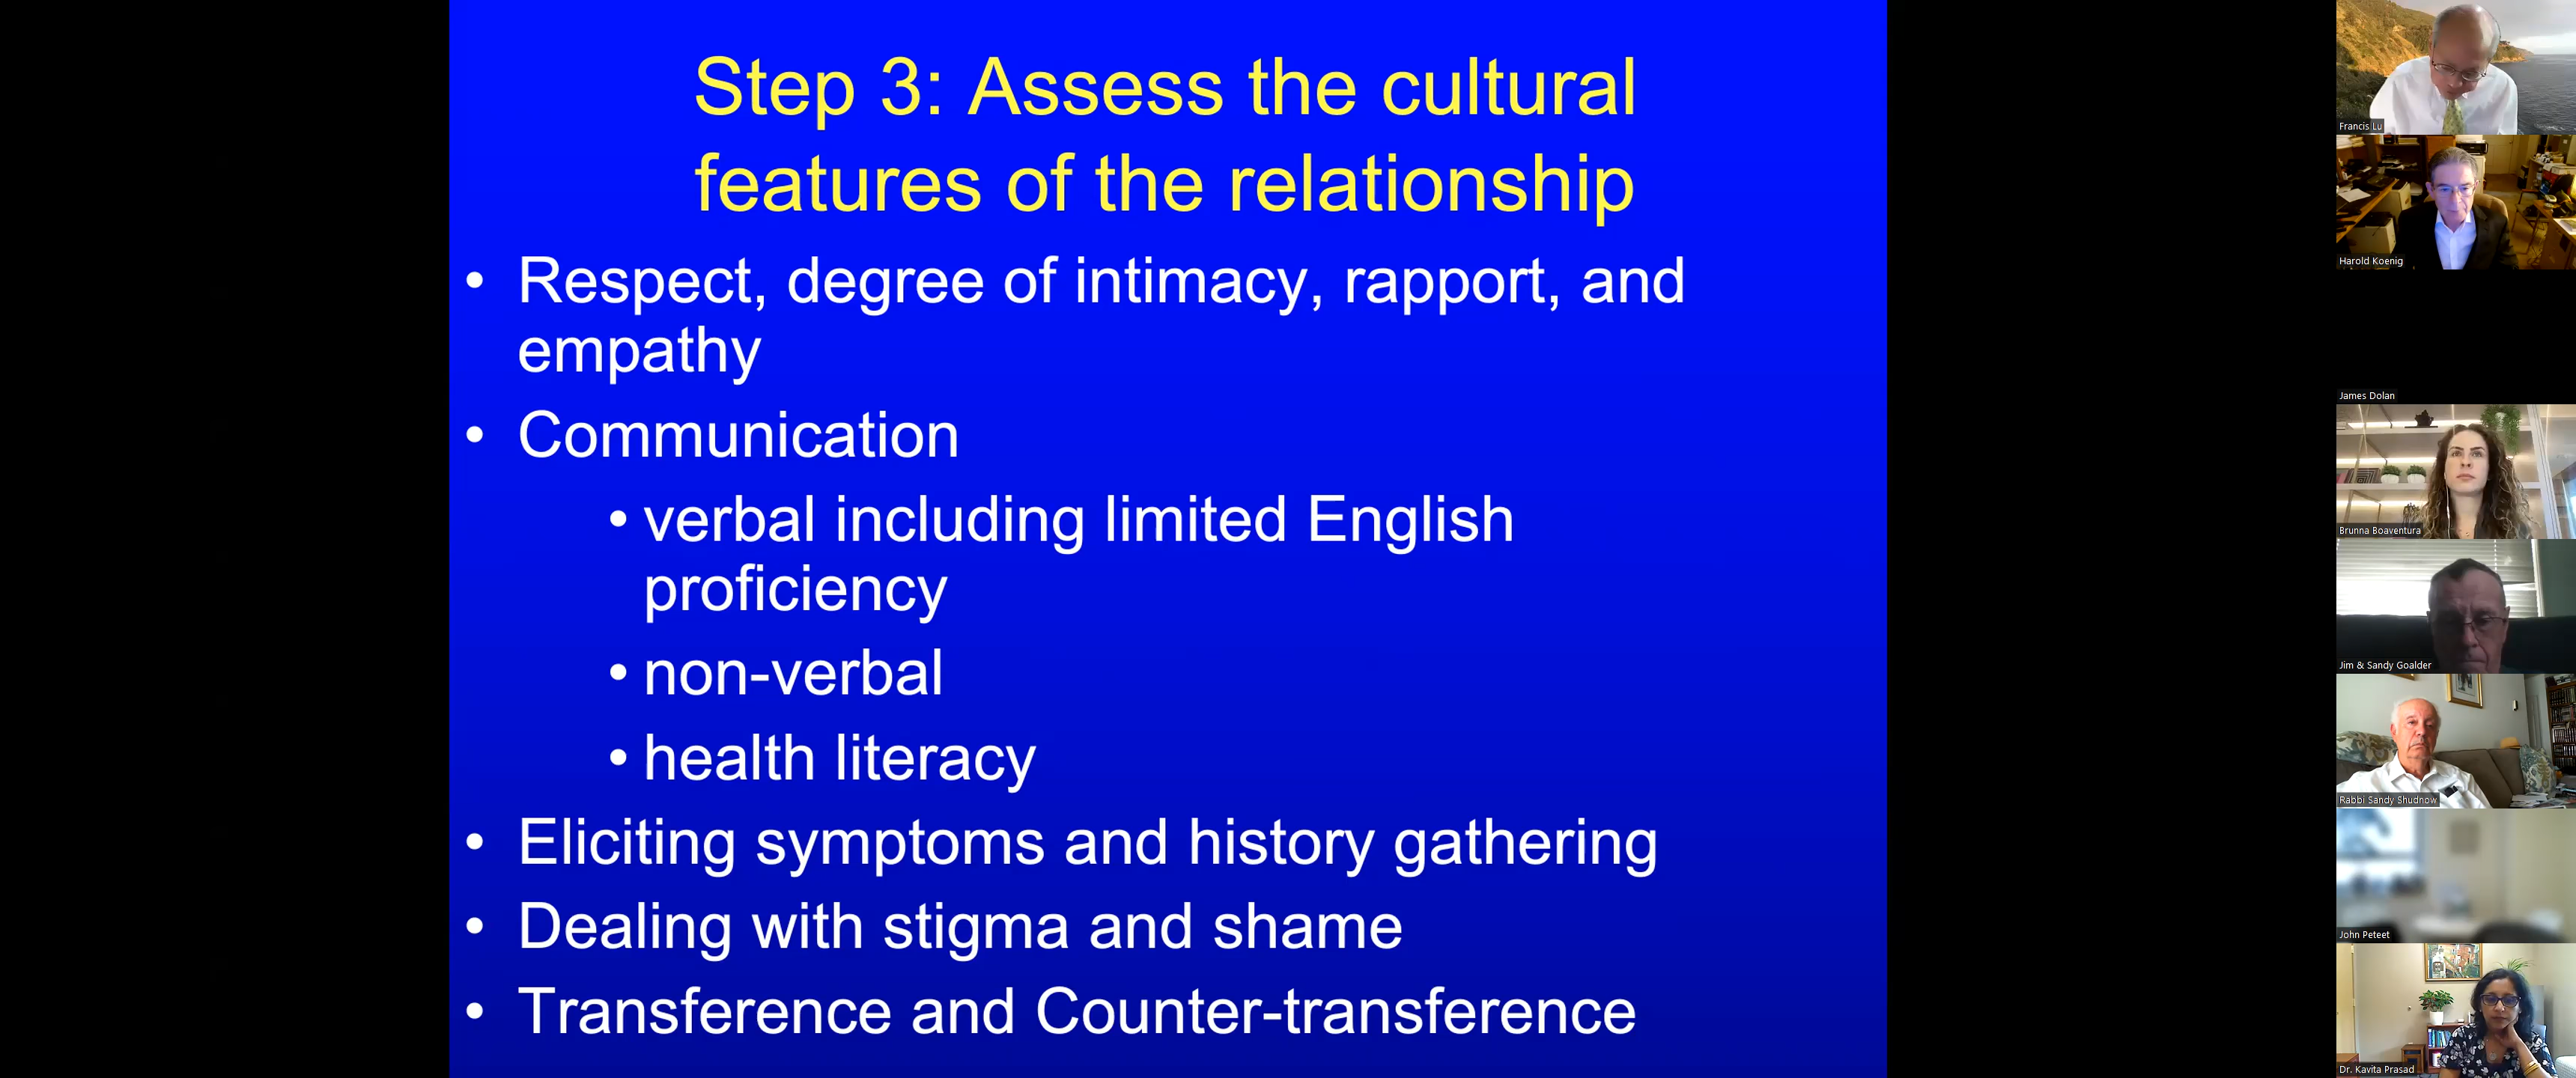 Step 3: Assess the cultural
features of the relationship
• Respect, degree of intimacy, rapport, and
empathy
• Communication
• verbal including limited English
proficiency
• non-verbal
• health literacy
• Eliciting symptoms and history gathering
• Dealing with stigma and shame
• Transference and Counter-transference
Francis Lu
Harold Koenig
James Dolan
Brunna Boaventura
Jim & Sandy Goalder
Rabbi Sandy Shudnow
John Peteet
Dr. Kavita Prasad